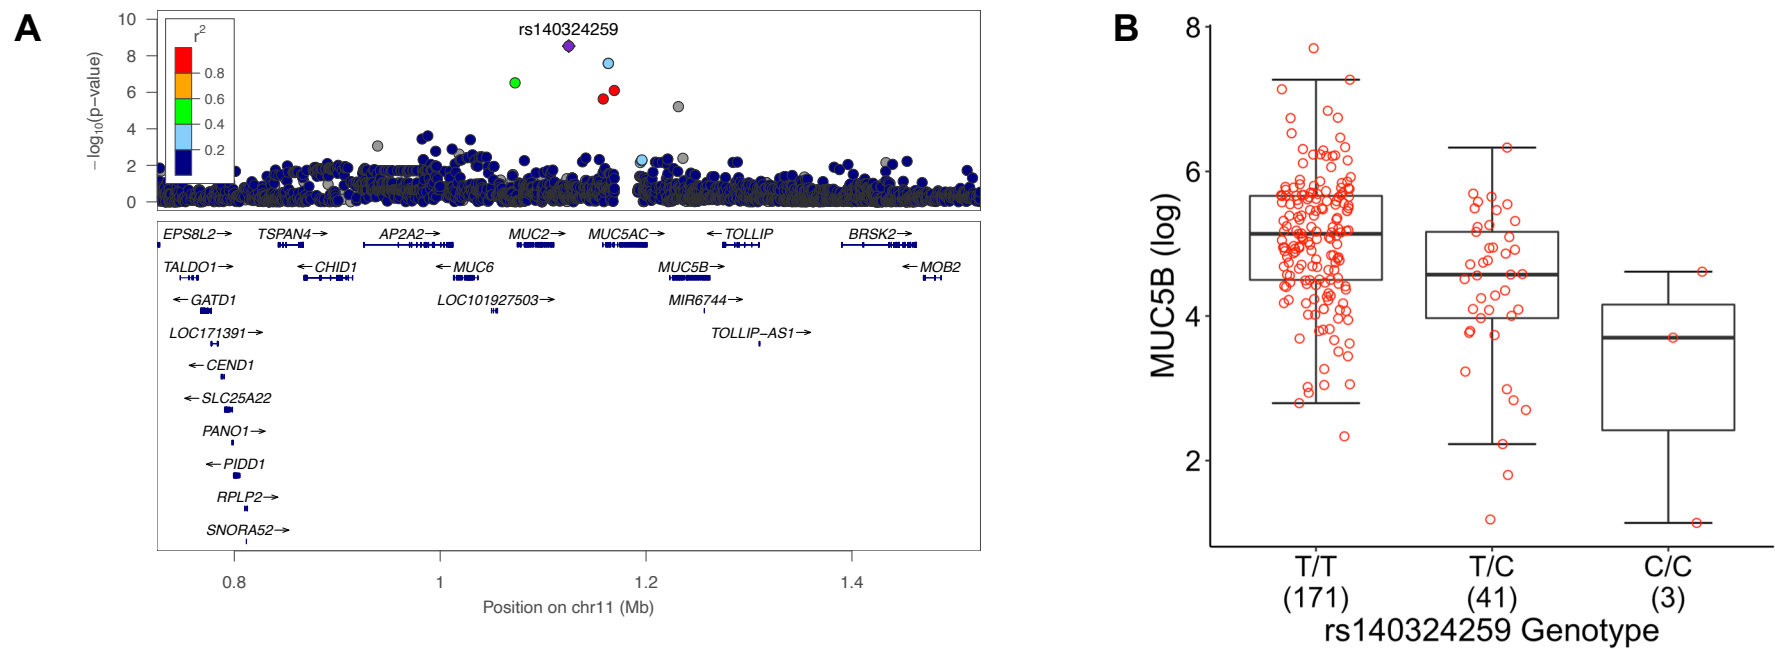 A
rs140324259
r²
0.8
0.6
0.4
0.2
10
8
6
4
2
0
−log₁₀(p−value)
EPS8L2→ TSPAN4→ AP2A2→ MUC2→ MUC5AC→ ←TOLLIP BRSK2→
TALDO1→ ←CHID1 ←MUC6 MUC5B→ ←MOB2
←GATD1 LOC101927503→ MIR6744→
LOC171391→ TOLLIP−AS1→
←CEND1
←SLC25A22
PANO1→
←PIDD1
RPLP2→
SNORA52→
0.8 1 1.2 1.4
Position on chr11 (Mb)
B
8
6
4
2
MUC5B (log)
T/T T/C C/C
(171) (41) (3)
rs140324259 Genotype